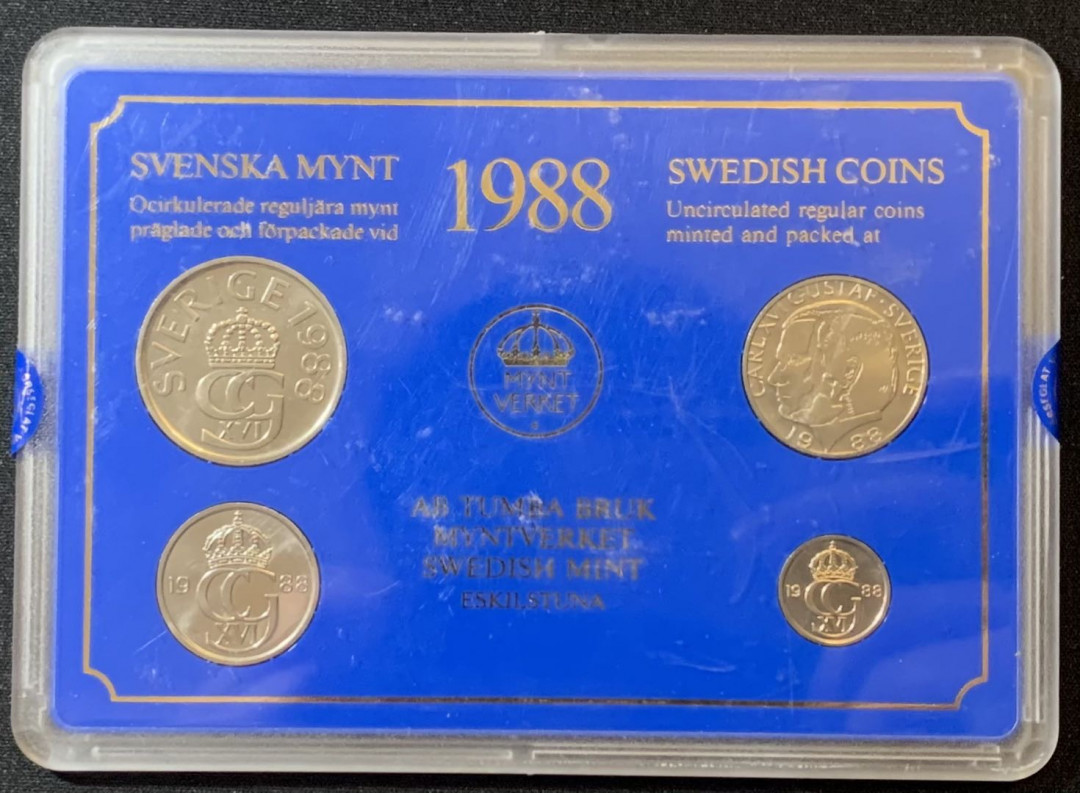 SVENSKA MYNT
Ocirkulerade reguljära mynt
präglade och förpackade vid
1988
SWEDISH COINS
Uncirculated regular coins
minted and packed at
SVERIGE 1988
CG
XVI
MYNT
VERKET
CARL XVI GUSTAF · SVERIGE
19 88
AB TUMBA BRUK
MYNTVERKET
SWEDISH MINT
ESKILSTUNA
19 88
CG
XVI
19 88
CG
XVI